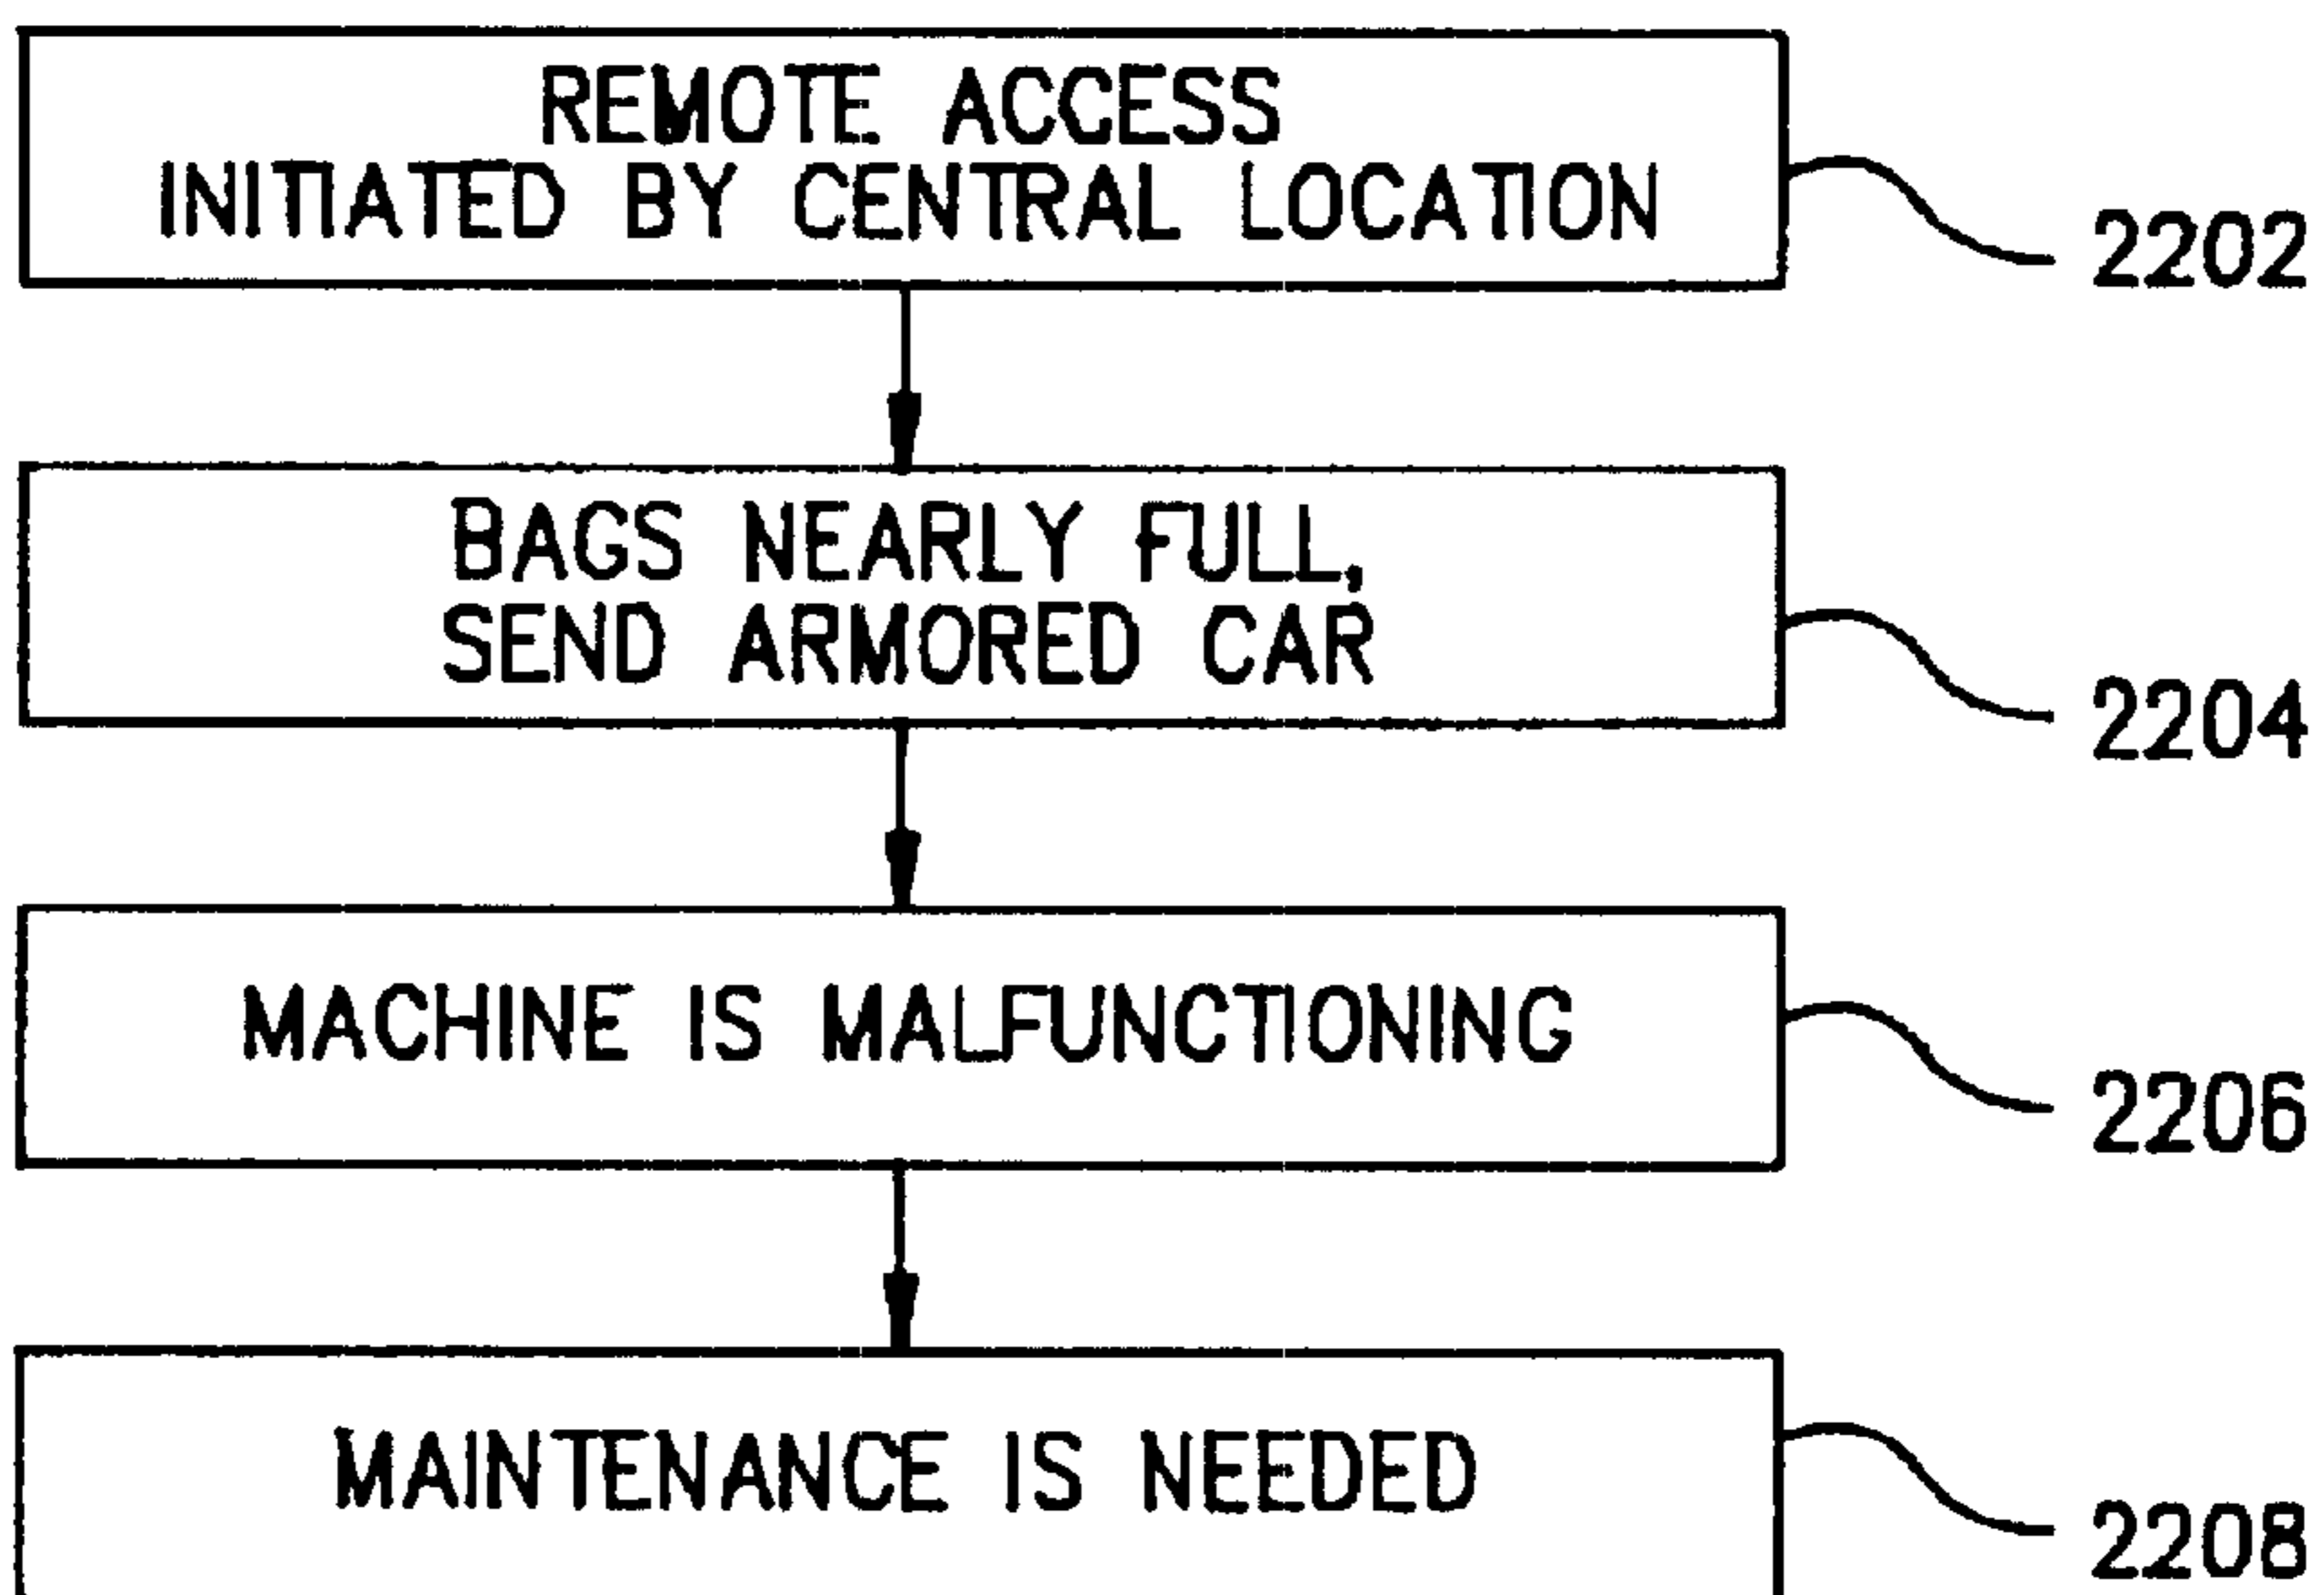 REMOTE ACCESS
INITIATED BY CENTRAL LOCATION
2202
BAGS NEARLY FULL,
SEND ARMORED CAR
2204
MACHINE IS MALFUNCTIONING
2206
MAINTENANCE IS NEEDED
2208